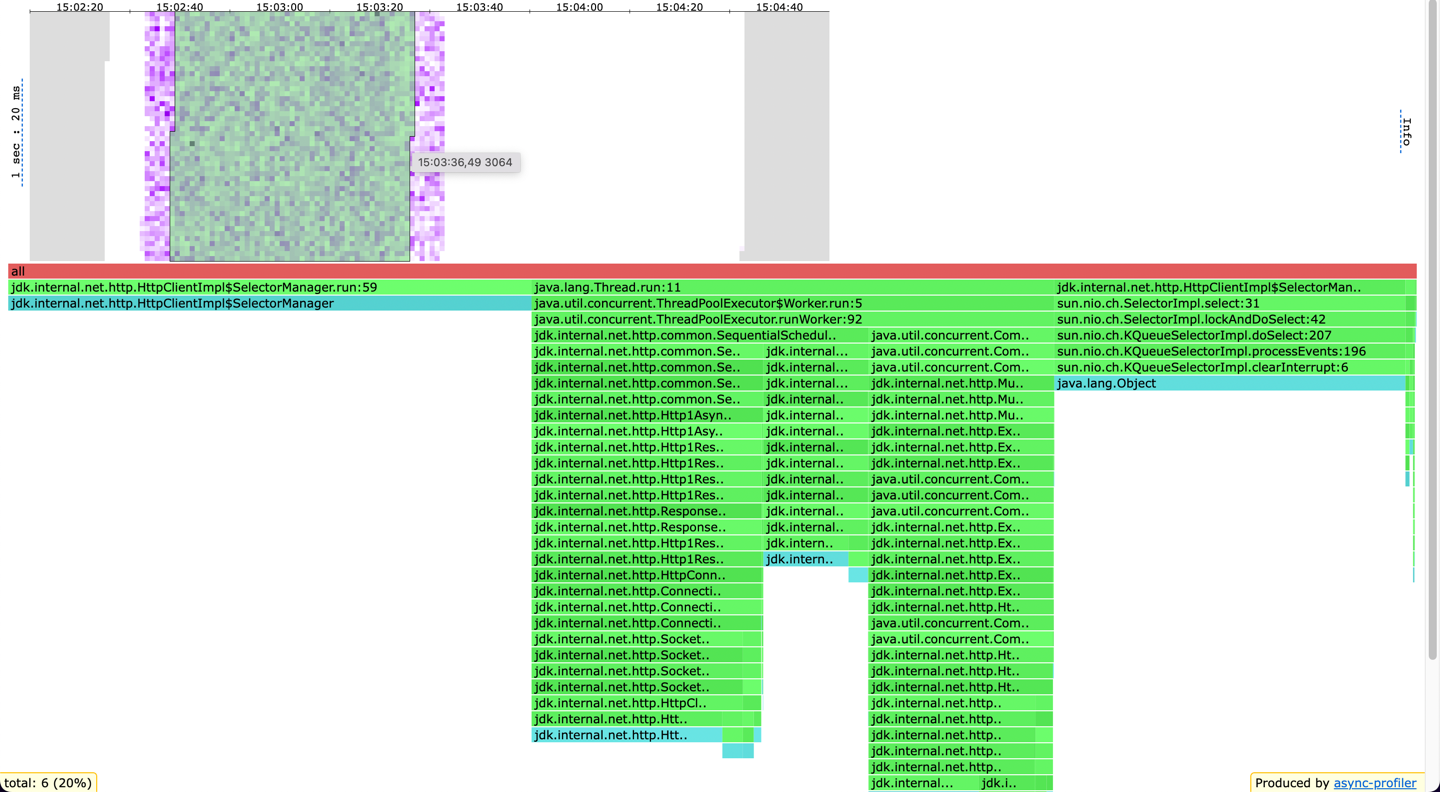 15:02:20 15:02:40 15:03:00 15:03:20 15:03:40 15:04:00 15:04:20 15:04:40
1 sec : 20 ms
Info
15:03:36,49 3064
all
jdk.internal.net.http.HttpClientImpl$SelectorManager.run:59 java.lang.Thread.run:11 jdk.internal.net.http.HttpClientImpl$SelectorMan..
jdk.internal.net.http.HttpClientImpl$SelectorManager java.util.concurrent.ThreadPoolExecutor$Worker.run:5 sun.nio.ch.SelectorImpl.select:31
java.util.concurrent.ThreadPoolExecutor.runWorker:92 sun.nio.ch.SelectorImpl.lockAndDoSelect:42
jdk.internal.net.http.common.SequentialSchedul.. java.util.concurrent.Com.. sun.nio.ch.KQueueSelectorImpl.doSelect:207
jdk.internal.net.http.common.Se.. jdk.internal... java.util.concurrent.Com.. sun.nio.ch.KQueueSelectorImpl.processEvents:196
jdk.internal.net.http.common.Se.. jdk.internal.. java.util.concurrent.Com.. sun.nio.ch.KQueueSelectorImpl.clearInterrupt:6
jdk.internal.net.http.common.Se.. jdk.internal.. jdk.internal.net.http.Mu.. java.lang.Object
jdk.internal.net.http.common.Se.. jdk.internal.. jdk.internal.net.http.Mu..
jdk.internal.net.http.Http1Asyn.. jdk.internal.. jdk.internal.net.http.Mu..
jdk.internal.net.http.Http1Asy.. jdk.internal.. jdk.internal.net.http.Ex..
jdk.internal.net.http.Http1Res.. jdk.internal.. jdk.internal.net.http.Ex..
jdk.internal.net.http.Http1Res.. jdk.internal.. jdk.internal.net.http.Ex..
jdk.internal.net.http.Http1Res.. jdk.internal.. java.util.concurrent.Com..
jdk.internal.net.http.Http1Res.. jdk.internal.. java.util.concurrent.Com..
jdk.internal.net.http.Response.. jdk.internal.. java.util.concurrent.Com..
jdk.internal.net.http.Response.. jdk.internal.. jdk.internal.net.http.Ex..
jdk.internal.net.http.Http1Res.. jdk.intern.. jdk.internal.net.http.Ex..
jdk.internal.net.http.Http1Res.. jdk.intern.. jdk.internal.net.http.Ex..
jdk.internal.net.http.HttpConn.. jdk.internal.net.http.Ex..
jdk.internal.net.http.Connecti.. jdk.internal.net.http.Ex..
jdk.internal.net.http.Connecti.. jdk.internal.net.http.Ht..
jdk.internal.net.http.Connecti.. java.util.concurrent.Com..
jdk.internal.net.http.Socket.. java.util.concurrent.Com..
jdk.internal.net.http.Socket.. jdk.internal.net.http.Ht..
jdk.internal.net.http.Socket.. jdk.internal.net.http.Ht..
jdk.internal.net.http.Socket.. jdk.internal.net.http.Ht..
jdk.internal.net.http.HttpCl.. jdk.internal.net.http..
jdk.internal.net.http.Htt.. jdk.internal.net.http..
jdk.internal.net.http.Htt.. jdk.internal.net.http..
jdk.internal.net.http..
jdk.internal.net.http..
jdk.internal... jdk.i..
total: 6 (20%)
Produced by async-profiler